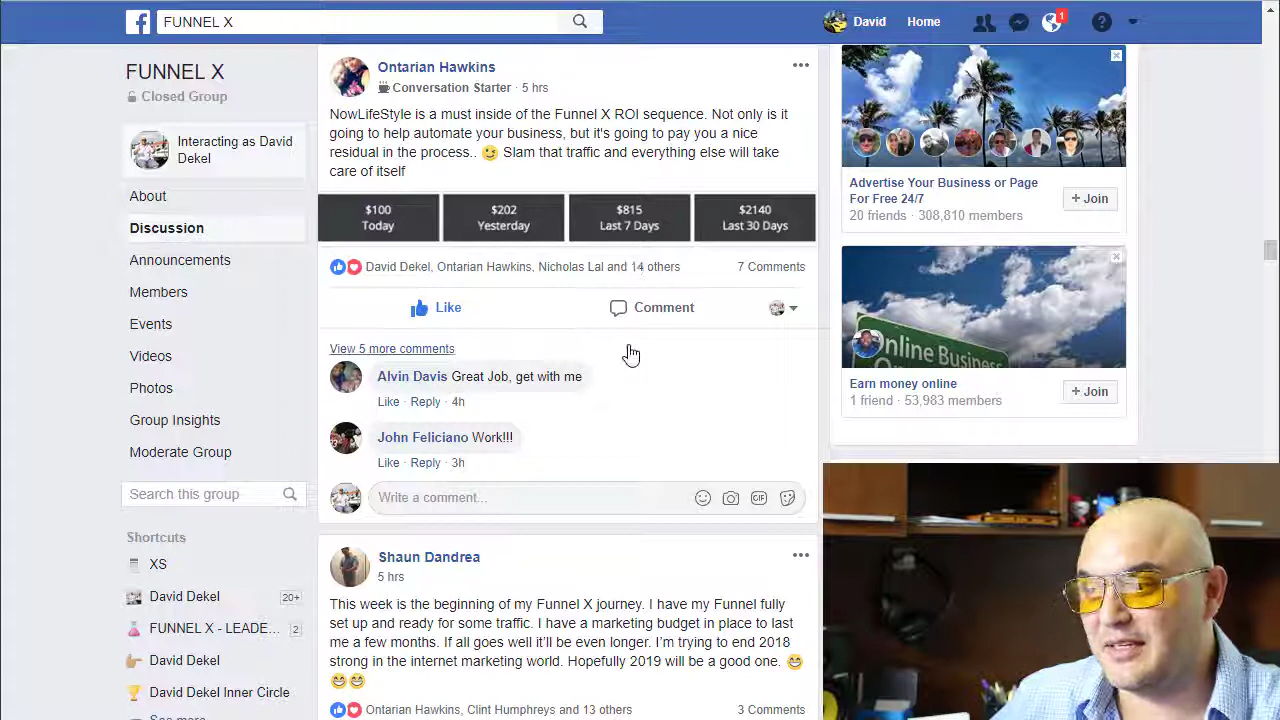 FUNNEL X
David
Home
1
FUNNEL X
Closed Group
Interacting as David
Dekel
About
Discussion
Announcements
Members
Events
Videos
Photos
Group Insights
Moderate Group
Search this group
Shortcuts
XS
David Dekel
20+
FUNNEL X - LEADE...
2
David Dekel
David Dekel Inner Circle
See more
Ontarian Hawkins
Conversation Starter · 5 hrs
NowLifeStyle is a must inside of the Funnel X ROI sequence. Not only is it
going to help automate your business, but it's going to pay you a nice
residual in the process.. 😉 Slam that traffic and everything else will take
care of itself
$100
Today
$202
Yesterday
$815
Last 7 Days
$2140
Last 30 Days
David Dekel, Ontarian Hawkins, Nicholas Lal and 14 others
7 Comments
Like
Comment
View 5 more comments
Alvin Davis Great Job, get with me
Like · Reply · 4h
John Feliciano Work!!!
Like · Reply · 3h
Write a comment...
GIF
Shaun Dandrea
5 hrs
This week is the beginning of my Funnel X journey. I have my Funnel fully
set up and ready for some traffic. I have a marketing budget in place to last
me a few months. If all goes well it'll be even longer. I'm trying to end 2018
strong in the internet marketing world. Hopefully 2019 will be a good one. 😁
😁😁
Ontarian Hawkins, Clint Humphreys and 13 others
3 Comments
Advertise Your Business or Page
For Free 24/7
20 friends · 308,810 members
+ Join
Online Business
Earn money online
1 friend · 53,983 members
+ Join